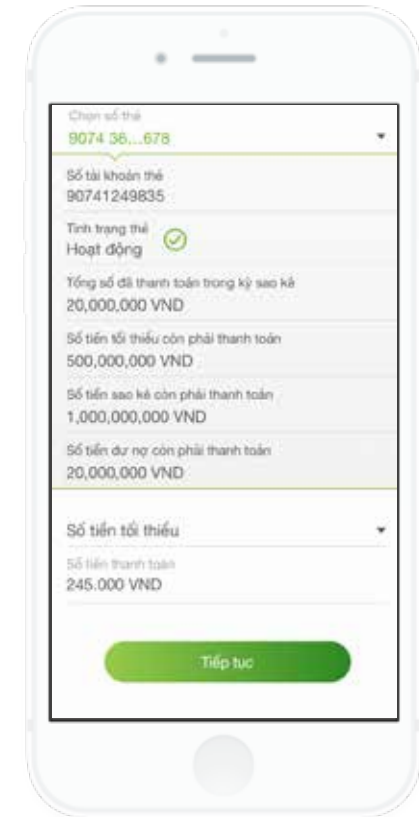 Chọn số thẻ
9074 36...678
Số tài khoản thẻ
90741249835
Tình trạng thẻ
Hoạt động
Tổng số đã thanh toán trong kỳ sao kê
20,000,000 VND
Số tiền tối thiểu còn phải thanh toán
500,000,000 VND
Số tiền sao kê còn phải thanh toán
1,000,000,000 VND
Số tiền dư nợ còn phải thanh toán
20,000,000 VND
Số tiền tối thiểu
Số tiền thanh toán
245.000 VND
Tiếp tục